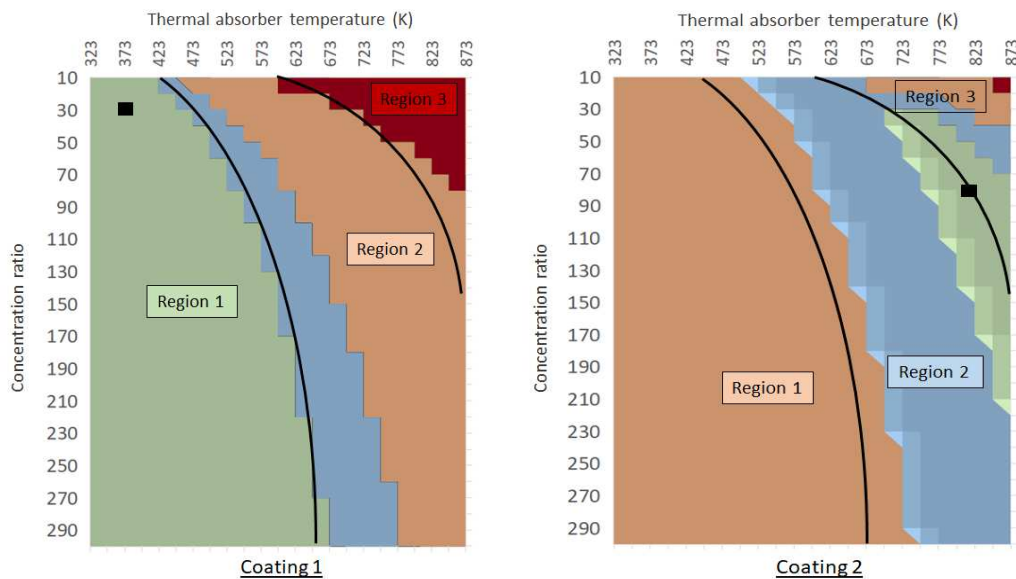 Thermal absorber temperature (K)
323 373 423 473 523 573 623 673 723 773 823 873
Concentration ratio
10
30
50
70
90
110
130
150
170
190
210
230
250
270
290
Region 3
Region 2
Region 1
Coating 1
Thermal absorber temperature (K)
323 373 423 473 523 573 623 673 723 773 823 873
Concentration ratio
10
30
50
70
90
110
130
150
170
190
210
230
250
270
290
Region 3
Region 2
Region 1
Coating 2